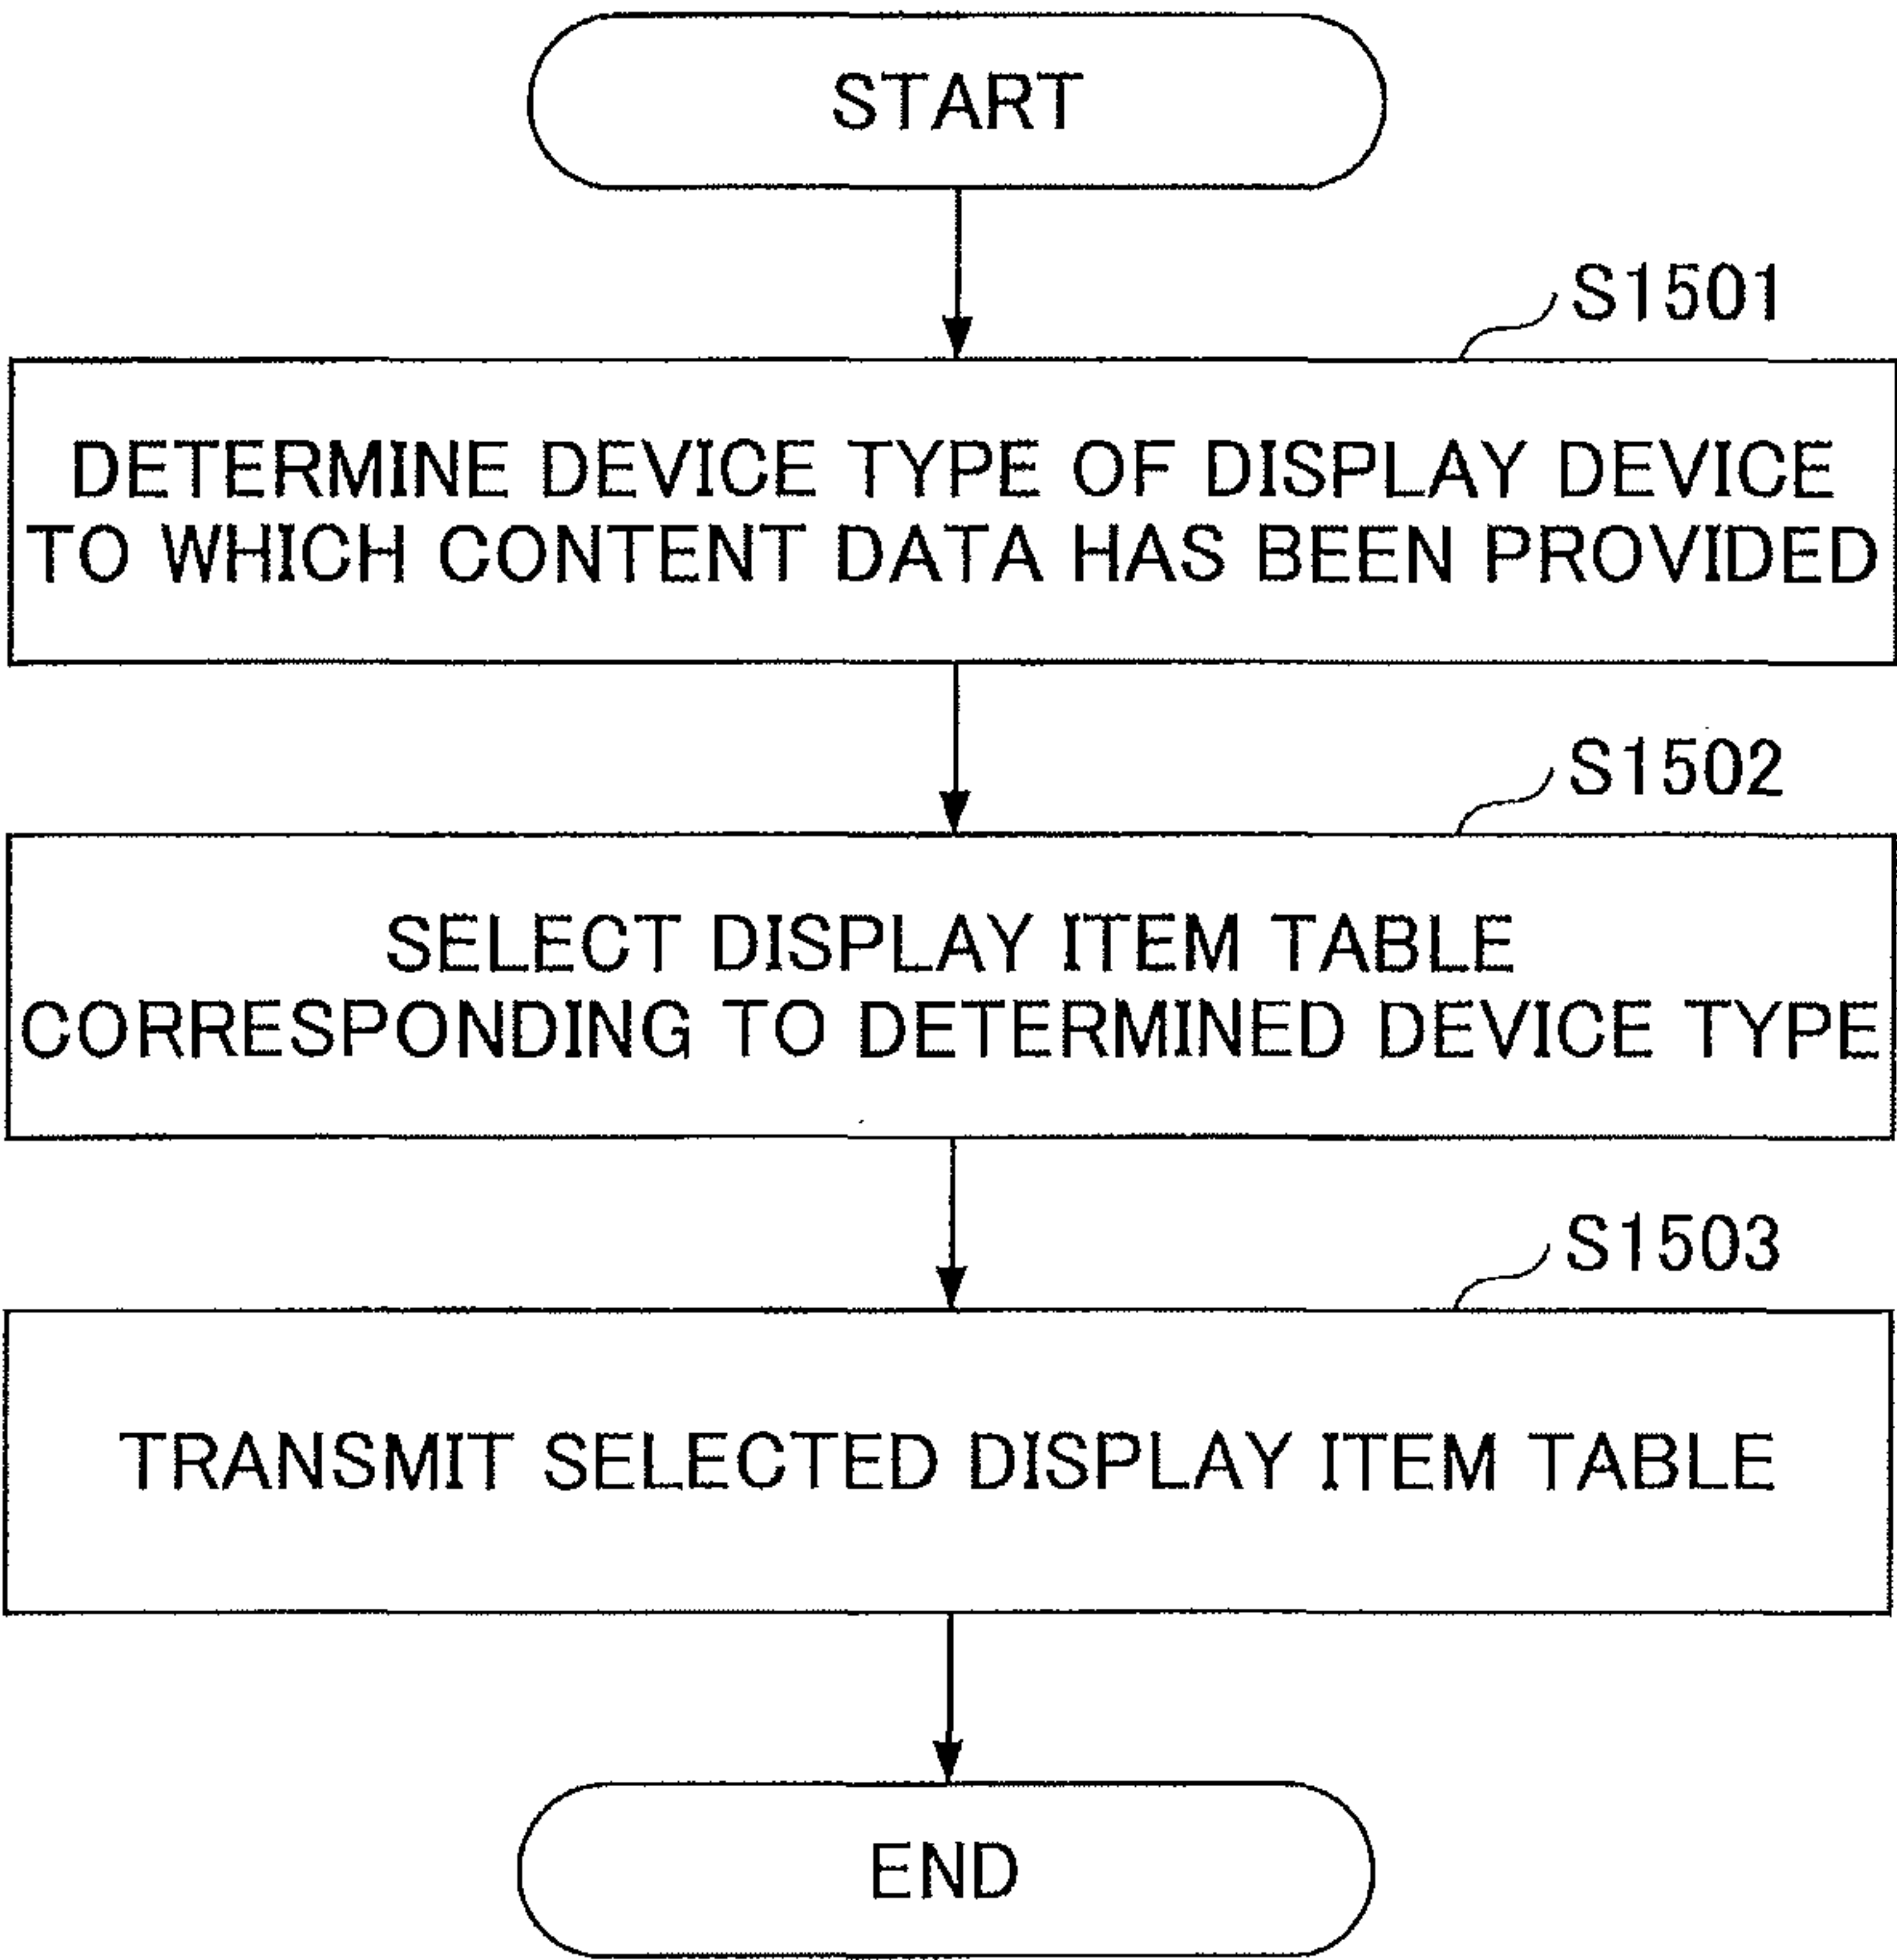 START
S1501
DETERMINE DEVICE TYPE OF DISPLAY DEVICE
TO WHICH CONTENT DATA HAS BEEN PROVIDED
S1502
SELECT DISPLAY ITEM TABLE
CORRESPONDING TO DETERMINED DEVICE TYPE
S1503
TRANSMIT SELECTED DISPLAY ITEM TABLE
END